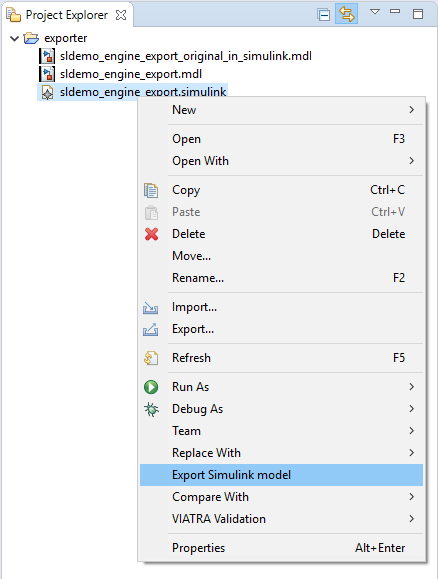 Project Explorer
exporter
sldemo_engine_export_original_in_simulink.mdl
sldemo_engine_export.mdl
sldemo_engine_export.simulink
New
Open F3
Open With
Copy Ctrl+C
Paste Ctrl+V
Delete Delete
Move...
Rename... F2
Import...
Export...
Refresh F5
Run As
Debug As
Team
Replace With
Export Simulink model
Compare With
VIATRA Validation
Properties Alt+Enter